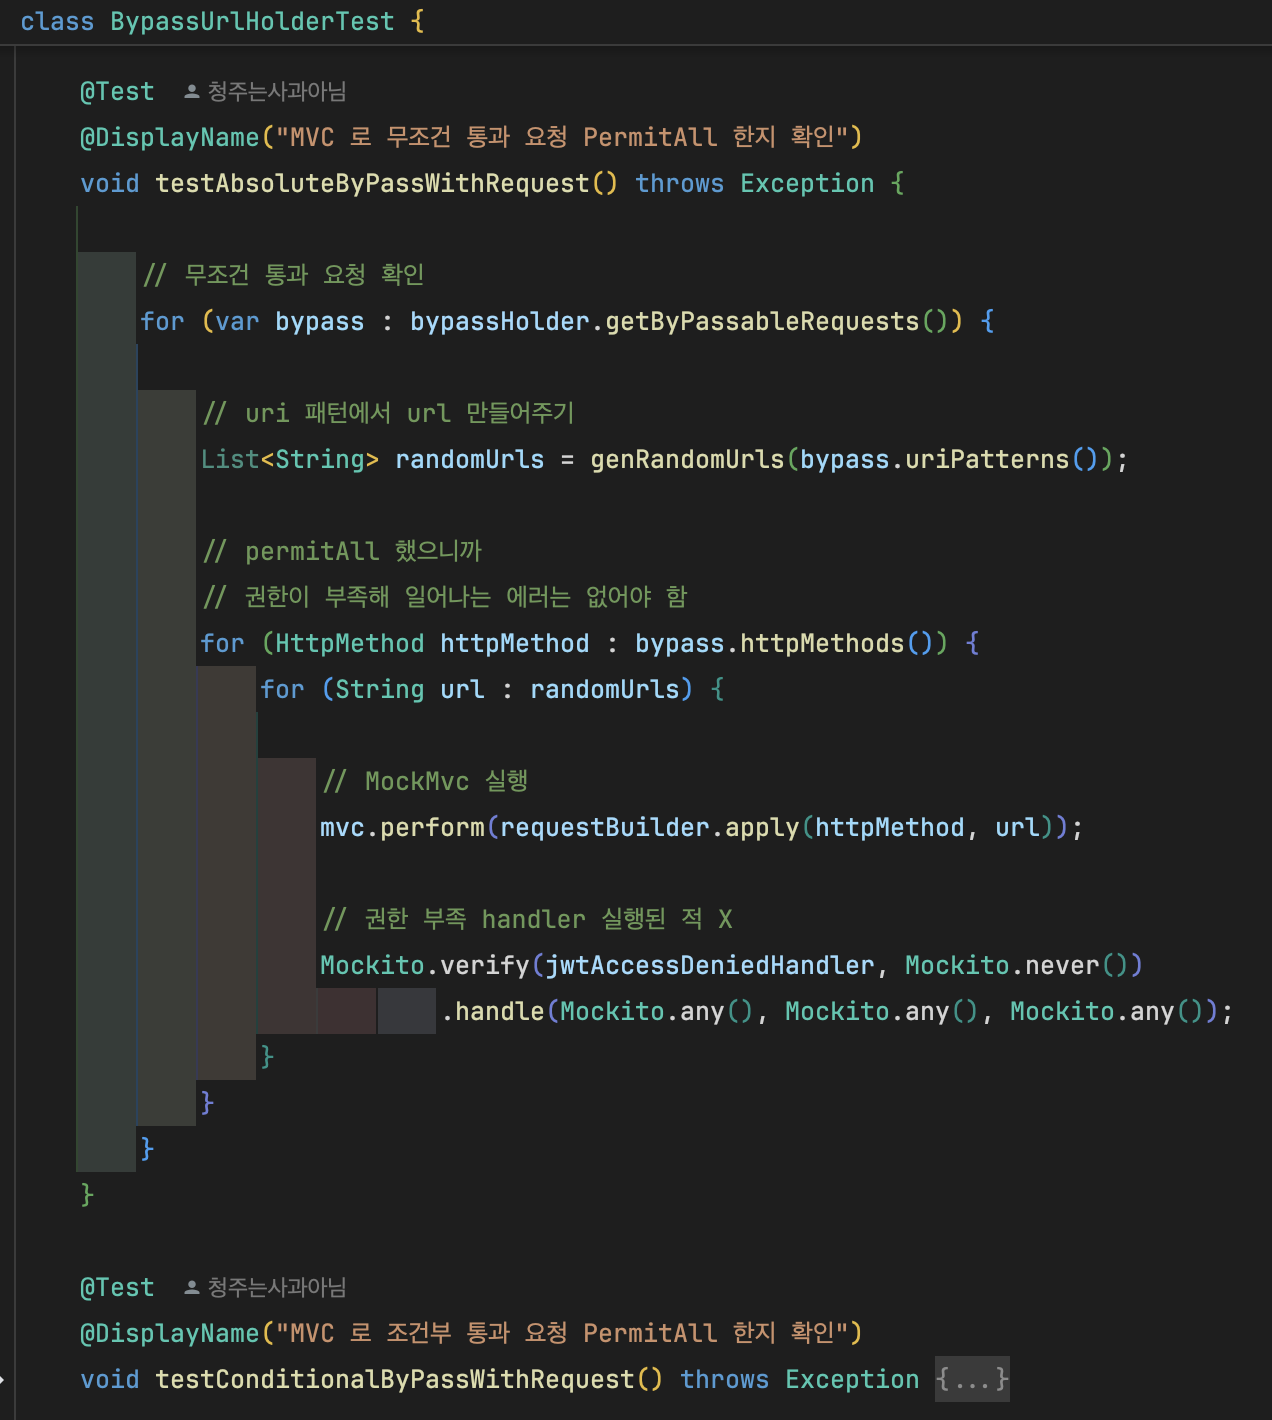 class BypassUrlHolderTest {
@Test 청주는사과아님
@DisplayName("MVC 로 무조건 통과 요청 PermitAll 한지 확인")
void testAbsoluteByPassWithRequest() throws Exception {
// 무조건 통과 요청 확인
for (var bypass : bypassHolder.getByPassableRequests()) {
// uri 패턴에서 url 만들어주기
List<String> randomUrls = genRandomUrls(bypass.uriPatterns());
// permitAll 했으니까
// 권한이 부족해 일어나는 에러는 없어야 함
for (HttpMethod httpMethod : bypass.httpMethods()) {
for (String url : randomUrls) {
// MockMvc 실행
mvc.perform(requestBuilder.apply(httpMethod, url));
// 권한 부족 handler 실행된 적 X
Mockito.verify(jwtAccessDeniedHandler, Mockito.never())
.handle(Mockito.any(), Mockito.any(), Mockito.any());
}
}
}
}
@Test 청주는사과아님
@DisplayName("MVC 로 조건부 통과 요청 PermitAll 한지 확인")
void testConditionalByPassWithRequest() throws Exception {...}